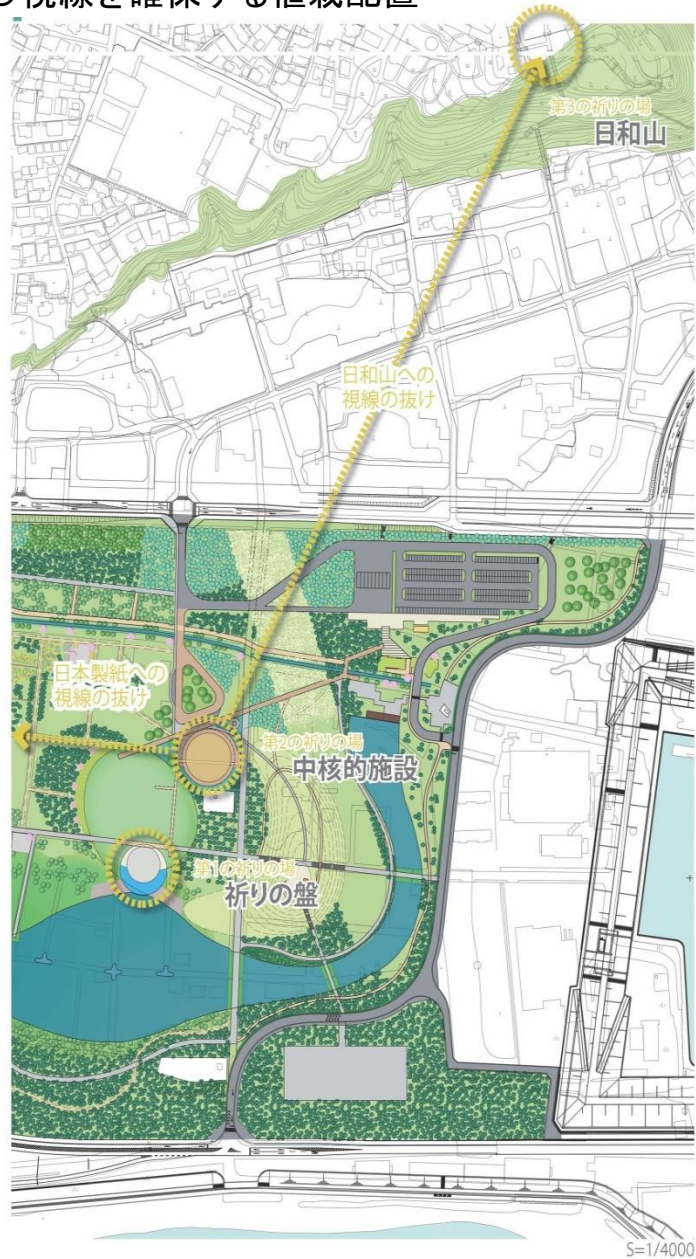 視線を確保する植栽配置
第3の祈りの場
日和山
日和山への
視線の抜け
日本製紙への
視線の抜け
第2の祈りの場
中核的施設
第1の祈りの場
祈りの盤
S=1/4000